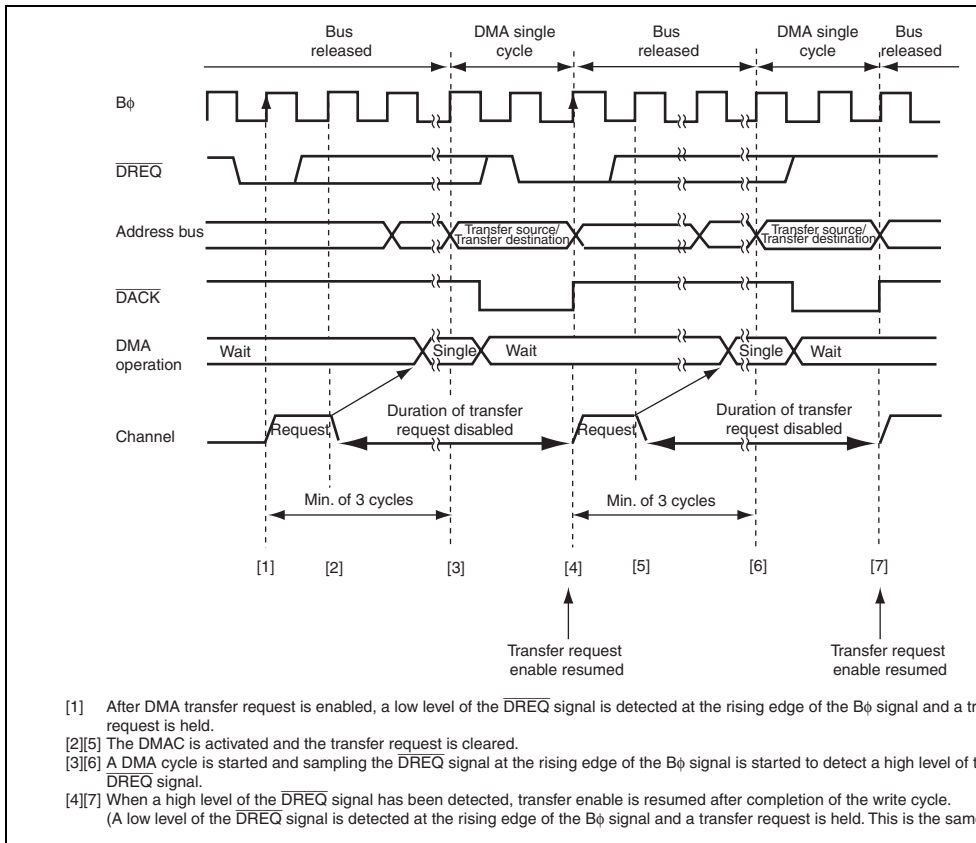 Bus released
DMA single cycle
Bus released
DMA single cycle
Bus released
Bφ
DREQ
Address bus
Transfer source/
Transfer destination
Transfer source/
Transfer destination
DACK
DMA operation
Wait
Single
Wait
Single
Wait
Channel
Request
Duration of transfer request disabled
Request
Duration of transfer request disabled
Min. of 3 cycles
Min. of 3 cycles
[1]
[2]
[3]
[4]
[5]
[6]
[7]
Transfer request enable resumed
Transfer request enable resumed
[1] After DMA transfer request is enabled, a low level of the DREQ signal is detected at the rising edge of the Bφ signal and a
request is held.
[2][5] The DMAC is activated and the transfer request is cleared.
[3][6] A DMA cycle is started and sampling the DREQ signal at the rising edge of the Bφ signal is started to detect a high level of
DREQ signal.
[4][7] When a high level of the DREQ signal has been detected, transfer enable is resumed after completion of the write cycle.
(A low level of the DREQ signal is detected at the rising edge of the Bφ signal and a transfer request is held. This is the same